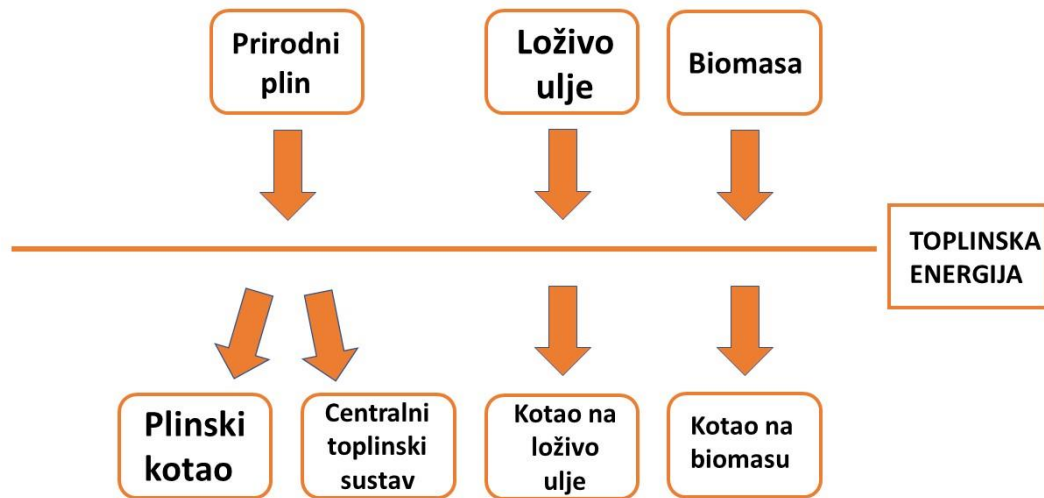 Prirodni
plin
Loživo
ulje
Biomasa
TOPLINSKA
ENERGIJA
Plinski
kotao
Centralni
toplinski
sustav
Kotao na
loživo
ulje
Kotao na
biomasu